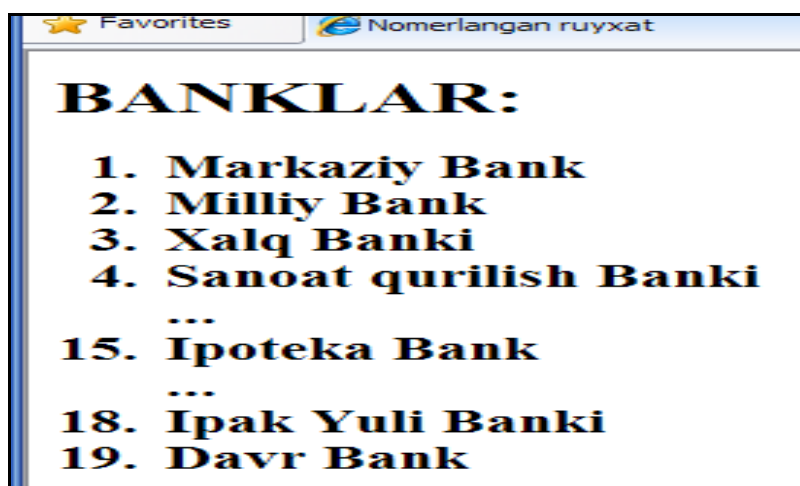 Favorites Nomerlangan ruyxat
BANKLAR:
1. Markaziy Bank
2. Milliy Bank
3. Xalq Banki
4. Sanoat qurilish Banki
...
15. Ipoteka Bank
...
18. Ipak Yuli Banki
19. Davr Bank